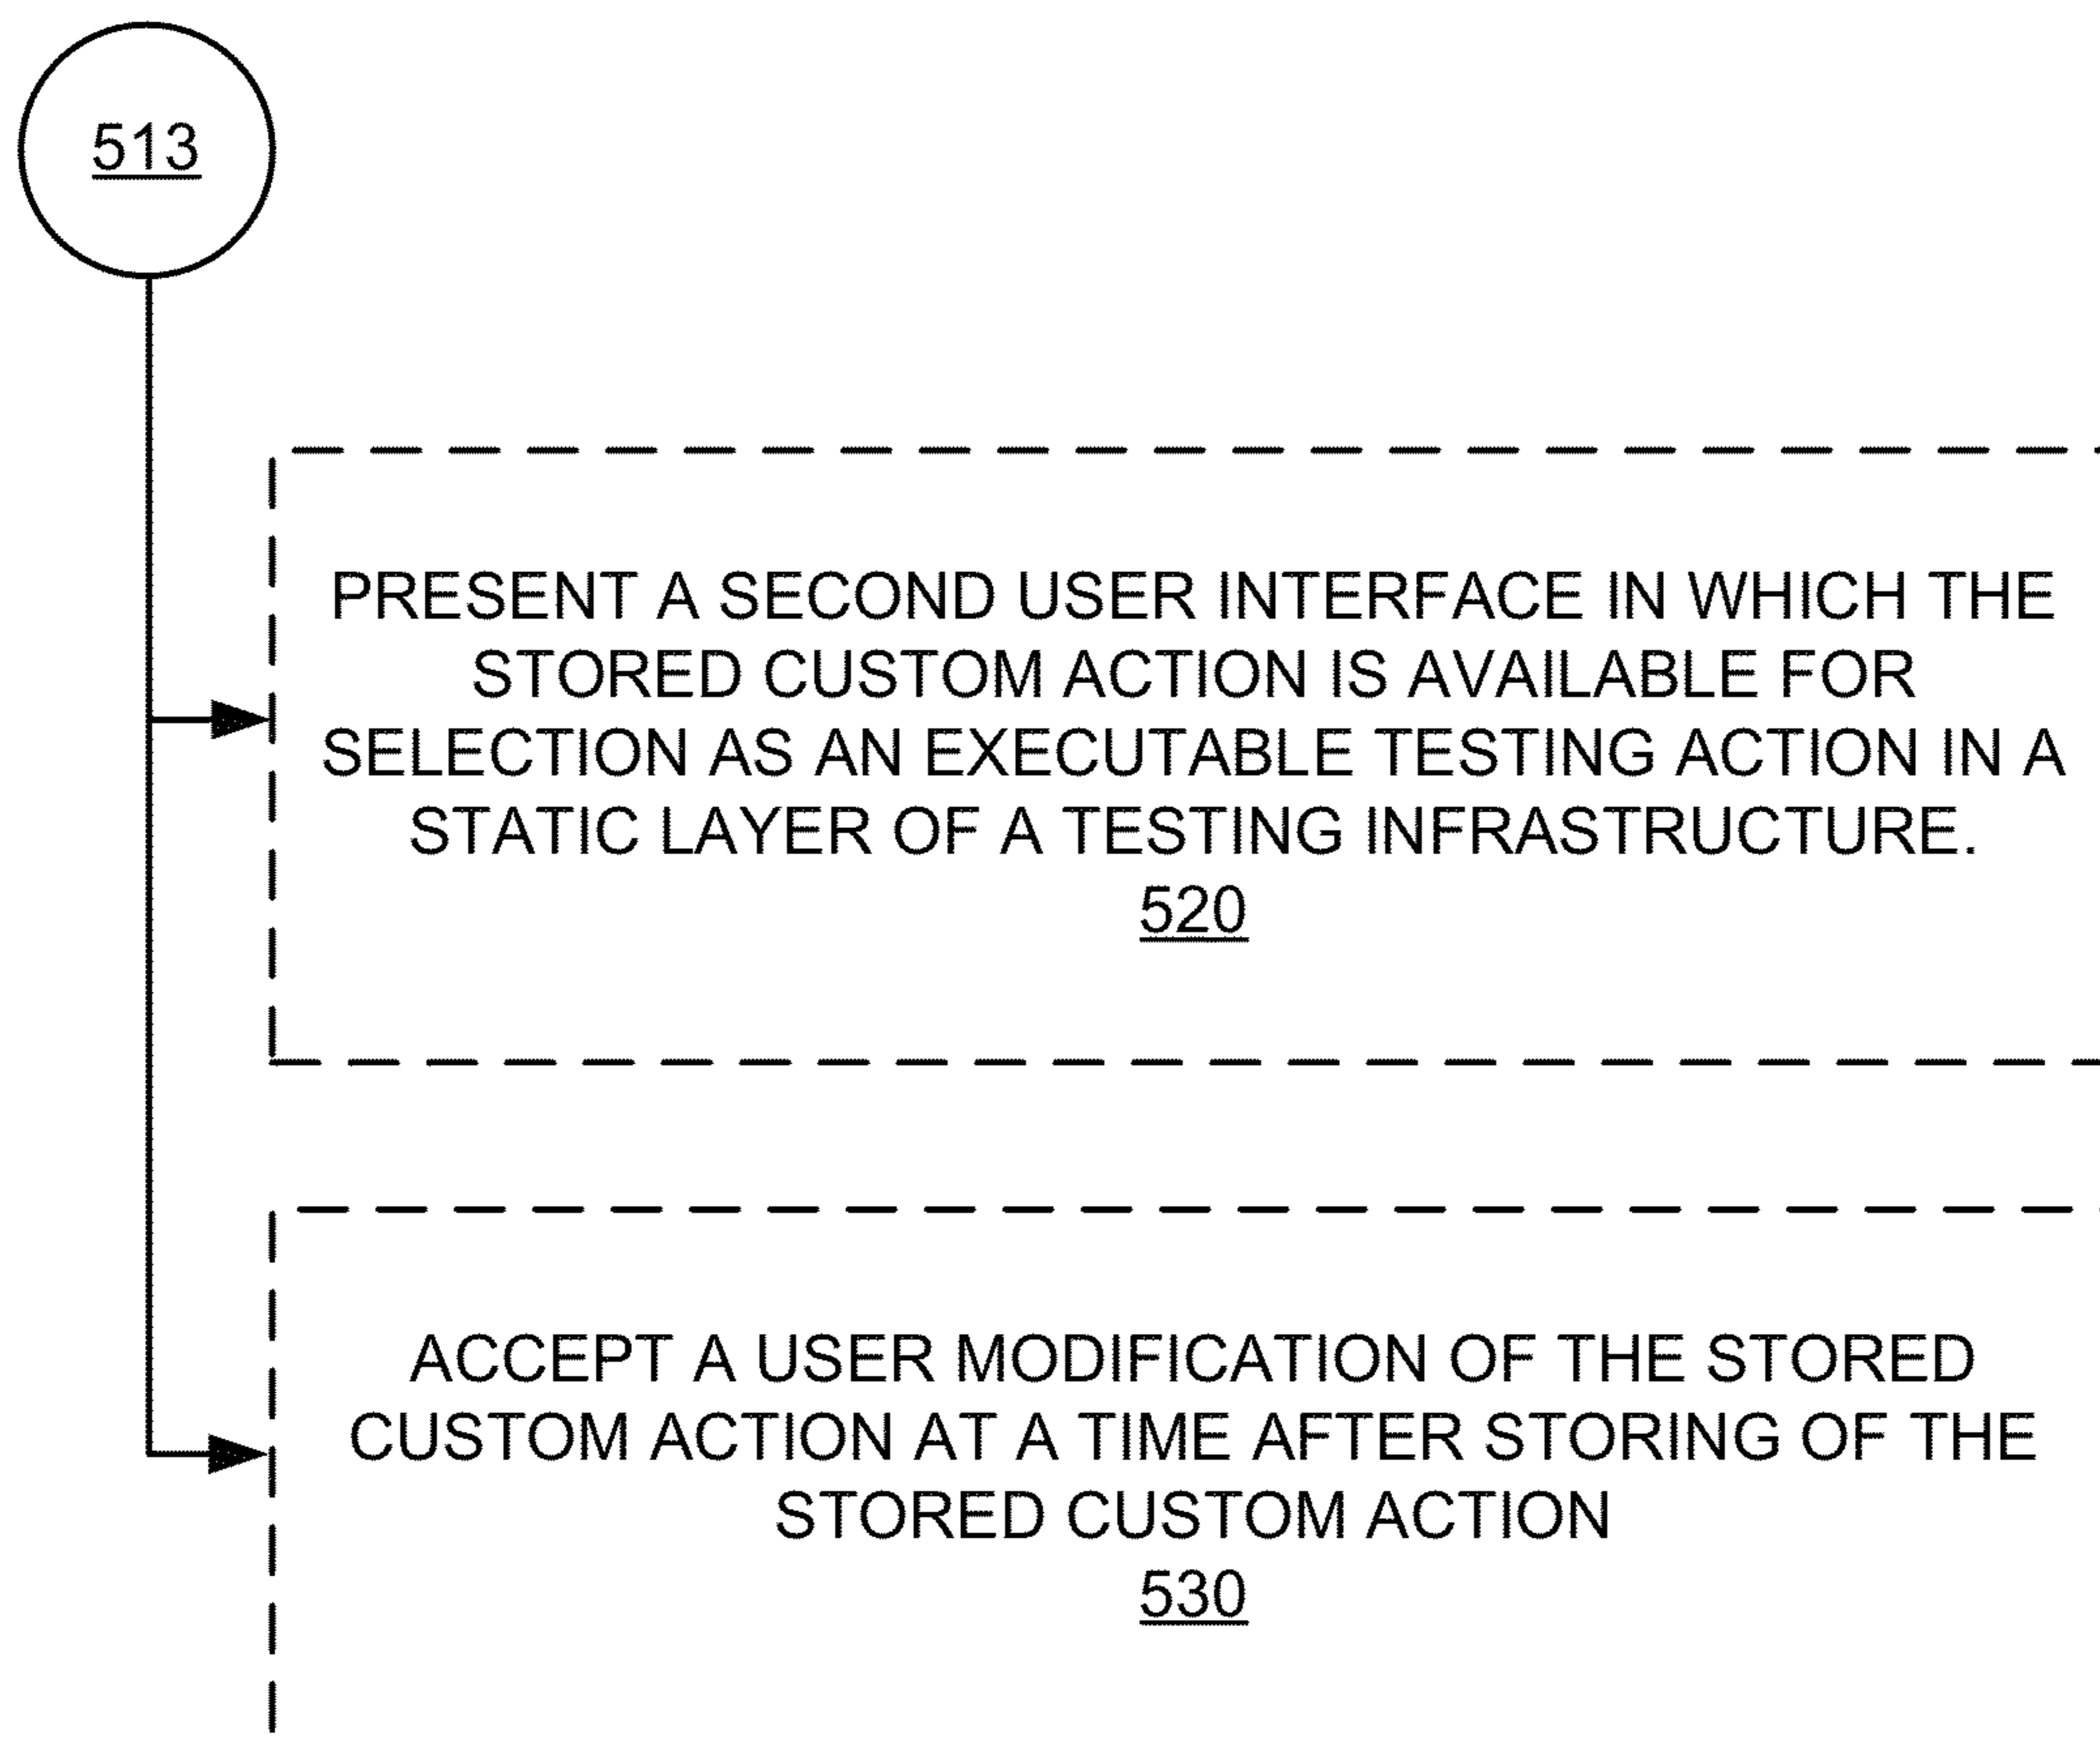 513
PRESENT A SECOND USER INTERFACE IN WHICH THE
STORED CUSTOM ACTION IS AVAILABLE FOR
SELECTION AS AN EXECUTABLE TESTING ACTION IN A
STATIC LAYER OF A TESTING INFRASTRUCTURE.
520
ACCEPT A USER MODIFICATION OF THE STORED
CUSTOM ACTION AT A TIME AFTER STORING OF THE
STORED CUSTOM ACTION
530